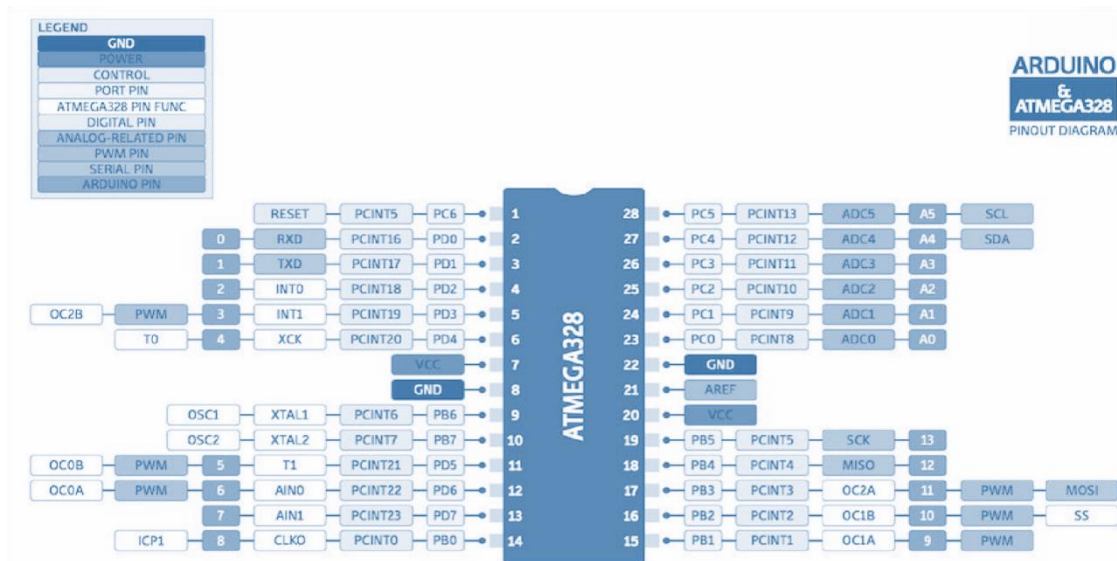 LEGEND
GND
POWER
CONTROL
PORT PIN
ATMEGA328 PIN FUNC
DIGITAL PIN
ANALOG-RELATED PIN
PWM PIN
SERIAL PIN
ARDUINO PIN
ARDUINO
&
ATMEGA328
PINOUT DIAGRAM
ATMEGA328
RESET PCINT5 PC6 1 28 PC5 PCINT13 ADC5 A5 SCL
0 RXD PCINT16 PD0 2 27 PC4 PCINT12 ADC4 A4 SDA
1 TXD PCINT17 PD1 3 26 PC3 PCINT11 ADC3 A3
2 INT0 PCINT18 PD2 4 25 PC2 PCINT10 ADC2 A2
OC2B PWM 3 INT1 PCINT19 PD3 5 24 PC1 PCINT9 ADC1 A1
T0 4 XCK PCINT20 PD4 6 23 PC0 PCINT8 ADC0 A0
VCC 7 22 GND
GND 8 21 AREF
OSC1 XTAL1 PCINT6 PB6 9 20 VCC
OSC2 XTAL2 PCINT7 PB7 10 19 PB5 PCINT5 SCK 13
OC0B PWM 5 T1 PCINT21 PD5 11 18 PB4 PCINT4 MISO 12
OC0A PWM 6 AIN0 PCINT22 PD6 12 17 PB3 PCINT3 OC2A 11 PWM MOSI
7 AIN1 PCINT23 PD7 13 16 PB2 PCINT2 OC1B 10 PWM SS
ICP1 8 CLKO PCINT0 PB0 14 15 PB1 PCINT1 OC1A 9 PWM